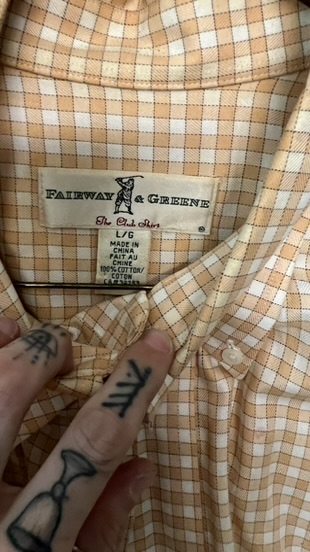 FAIRWAY & GREENE
The Club Shirt
®
L/G
MADE IN
CHINA
FAIT AU
CHINE
100% COTTON/
COTON